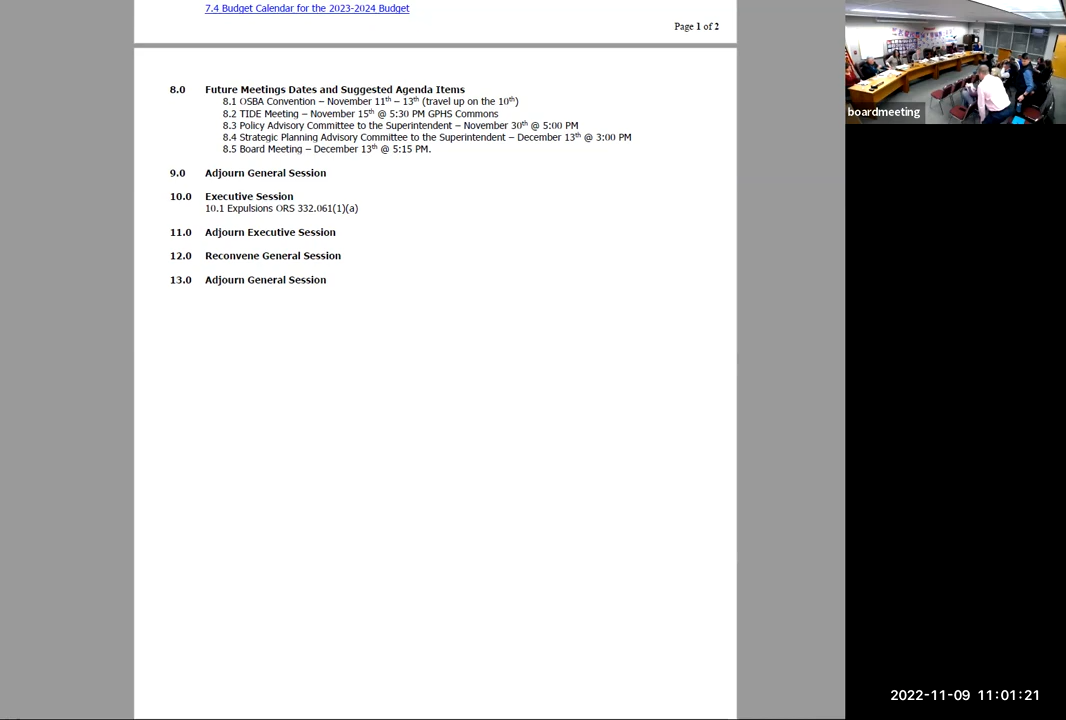 7.4 Budget Calendar for the 2023-2024 Budget
Page 1 of 2
8.0 Future Meetings Dates and Suggested Agenda Items
8.1 OSBA Convention – November 11th – 13th (travel up on the 10th)
8.2 TIDE Meeting – November 15th @ 5:30 PM GPHS Commons
8.3 Policy Advisory Committee to the Superintendent – November 30th @ 5:00 PM
8.4 Strategic Planning Advisory Committee to the Superintendent – December 13th @ 3:00 PM
8.5 Board Meeting – December 13th @ 5:15 PM.
9.0 Adjourn General Session
10.0 Executive Session
10.1 Expulsions ORS 332.061(1)(a)
11.0 Adjourn Executive Session
12.0 Reconvene General Session
13.0 Adjourn General Session
boardmeeting
2022-11-09 11:01:21